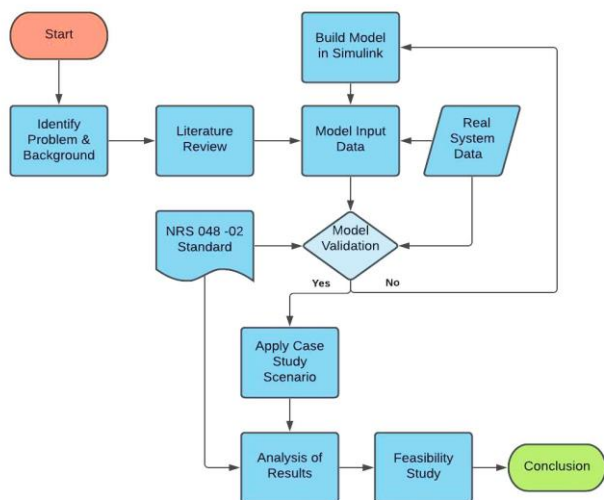 Start
Build Model
in Simulink
Identify
Problem &
Background
Literature
Review
Model Input
Data
Real
System
Data
NRS 048 -02
Standard
Model
Validation
Yes
No
Apply Case
Study
Scenario
Analysis of
Results
Feasibility
Study
Conclusion